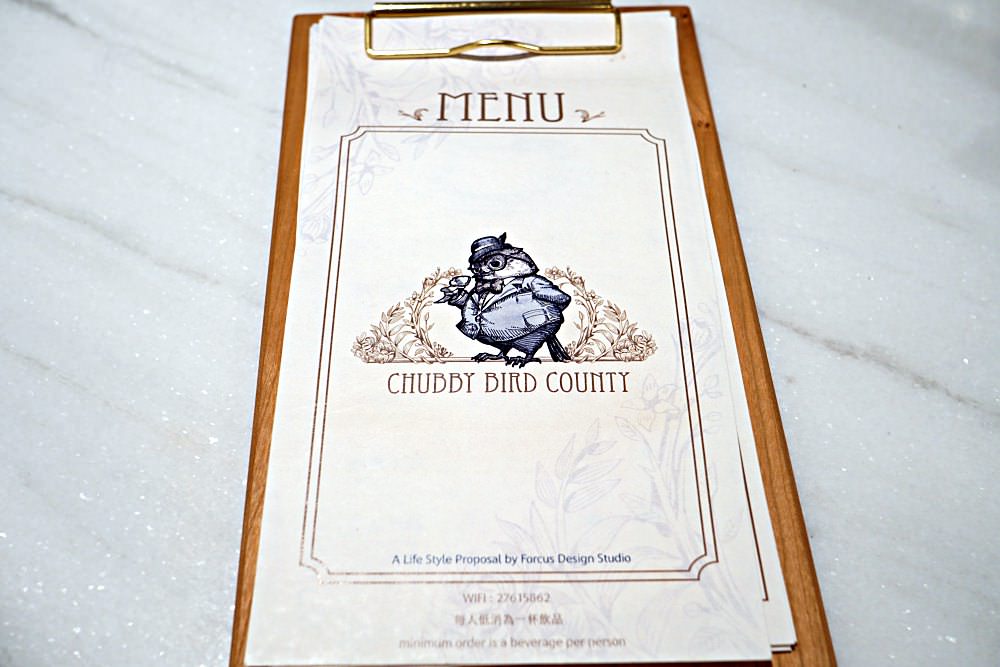 MENU
CHUBBY BIRD COUNTY
A Life Style Proposal by Forcus Design Studio
WIFI : 27615862
每人低消為一杯飲品
minimum order is a beverage per person